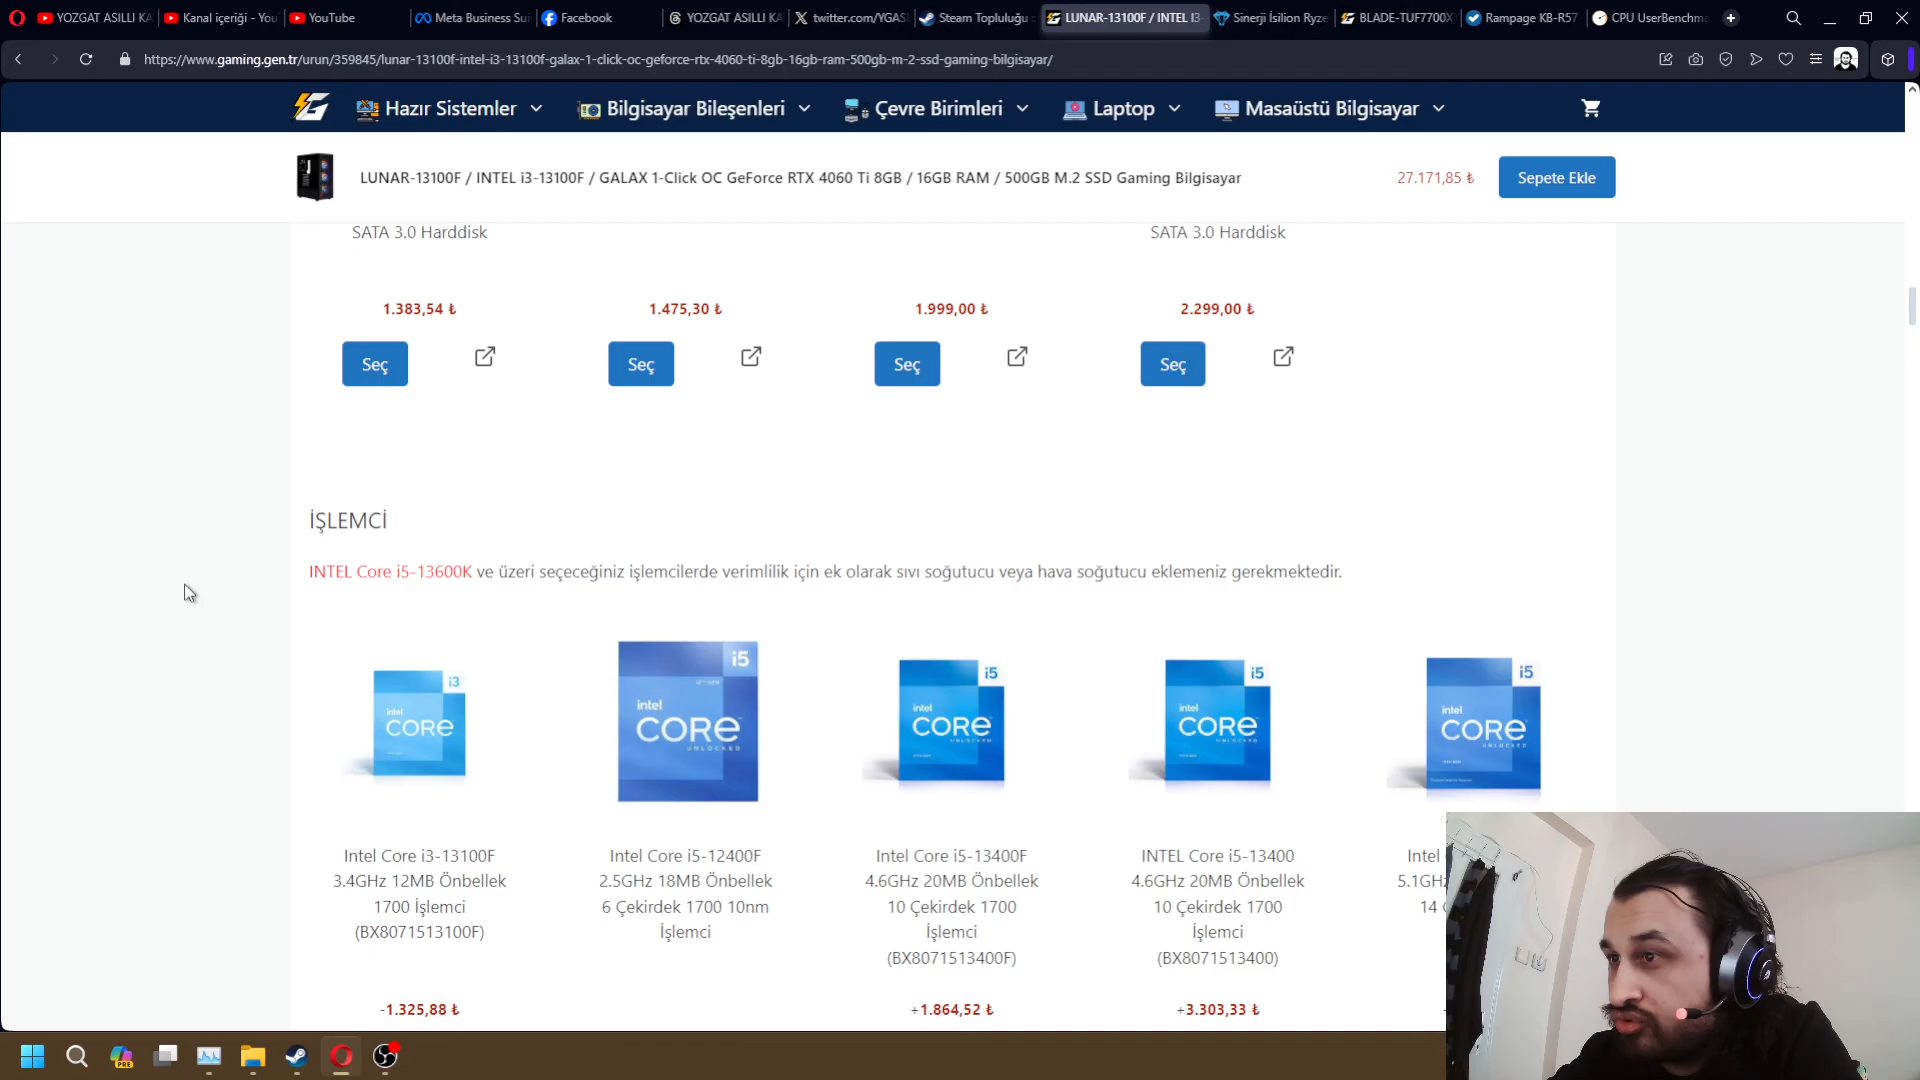 YOZGAT ASILLI KA
Kanal içeriği - You
YouTube
Meta Business Sui
Facebook
YOZGAT ASILLI KA
twitter.com/YGAS
Steam Topluluğu :
LUNAR-13100F / INTEL I3-
Sinerji İsilion Ryze
BLADE-TUF7700X
Rampage KB-R57
CPU UserBenchma
https://www.gaming.gen.tr/urun/359845/lunar-13100f-intel-i3-13100f-galax-1-click-oc-geforce-rtx-4060-ti-8gb-16gb-ram-500gb-m-2-ssd-gaming-bilgisayar/
Hazır Sistemler
Bilgisayar Bileşenleri
Çevre Birimleri
Laptop
Masaüstü Bilgisayar
LUNAR-13100F / INTEL i3-13100F / GALAX 1-Click OC GeForce RTX 4060 Ti 8GB / 16GB RAM / 500GB M.2 SSD Gaming Bilgisayar
27.171,85 ₺
Sepete Ekle
SATA 3.0 Harddisk
SATA 3.0 Harddisk
1.383,54 ₺
1.475,30 ₺
1.999,00 ₺
2.299,00 ₺
Seç
Seç
Seç
Seç
İŞLEMCİ
INTEL Core i5-13600K ve üzeri seçeceğiniz işlemcilerde verimlilik için ek olarak sıvı soğutucu veya hava soğutucu eklemeniz gerekmektedir.
i3
intel
CORE
i5
intel
CORE
UNLOCKED
i5
intel
CORE
UNLOCKED
i5
intel
CORE
UNLOCKED
i5
intel
CORE
UNLOCKED
Intel Core i3-13100F
3.4GHz 12MB Önbellek
1700 İşlemci
(BX8071513100F)
-1.325,88 ₺
Intel Core i5-12400F
2.5GHz 18MB Önbellek
6 Çekirdek 1700 10nm
İşlemci
Intel Core i5-13400F
4.6GHz 20MB Önbellek
10 Çekirdek 1700
İşlemci
(BX8071513400F)
+1.864,52 ₺
INTEL Core i5-13400
4.6GHz 20MB Önbellek
10 Çekirdek 1700
İşlemci
(BX8071513400)
+3.303,33 ₺
Intel
5.1GHz
14
PRE